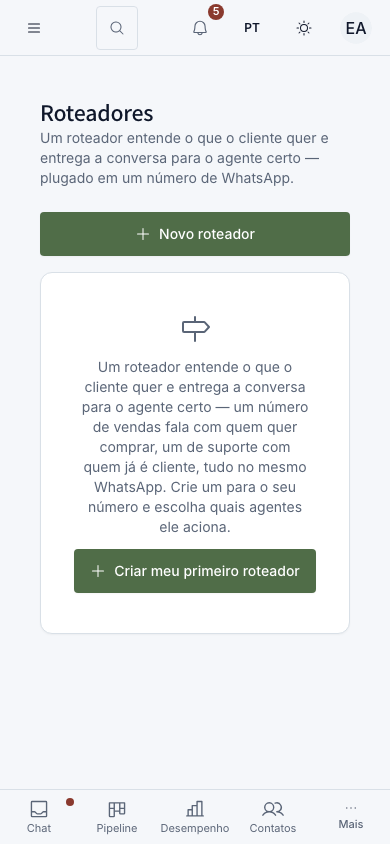 5
PT
EA
Roteadores
Um roteador entende o que o cliente quer e
entrega a conversa para o agente certo —
plugado em um número de WhatsApp.
Novo roteador
Um roteador entende o que o
cliente quer e entrega a conversa
para o agente certo — um número
de vendas fala com quem quer
comprar, um de suporte com
quem já é cliente, tudo no mesmo
WhatsApp. Crie um para o seu
número e escolha quais agentes
ele aciona.
Criar meu primeiro roteador
Chat
Pipeline
Desempenho
Contatos
Mais